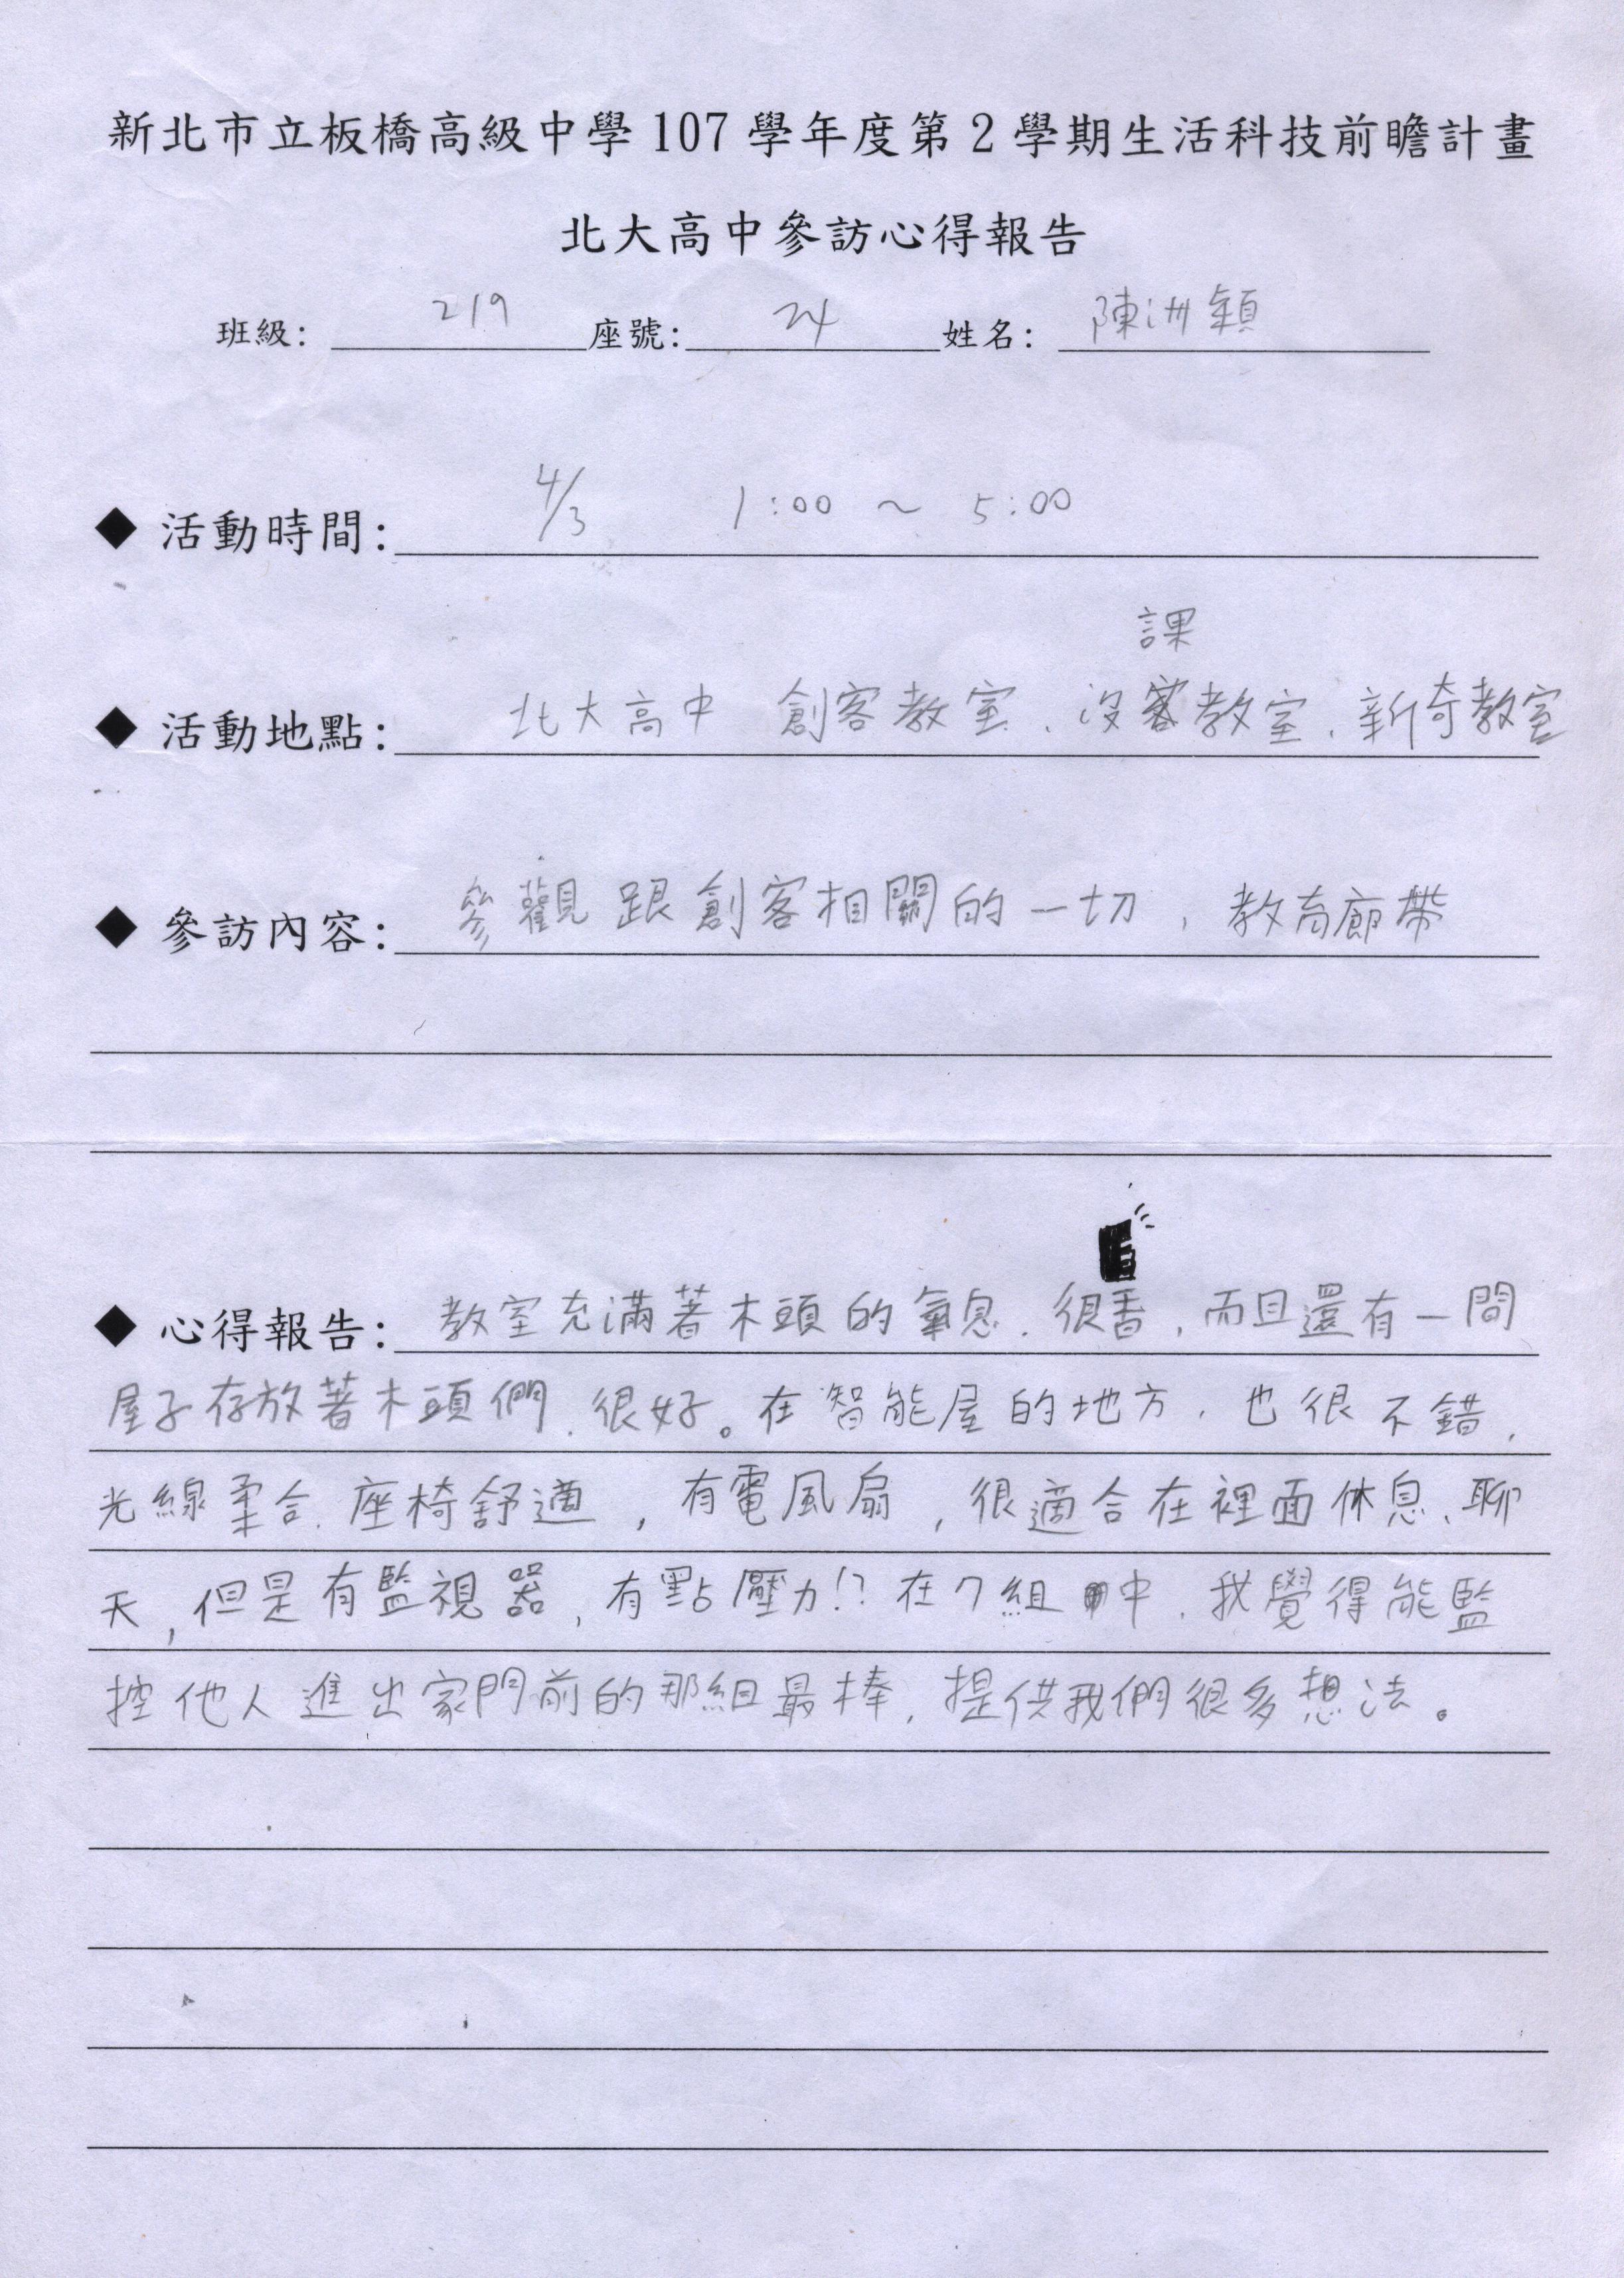 新北市立板橋高級中學107學年度第2學期生活科技前瞻計畫
北大高中參訪心得報告
班級: 219 座號: 24 姓名: 陳洲穎
◆ 活動時間: 4/3 1:00 ~ 5:00
課
◆ 活動地點: 北大高中 創客教室、沒教室、新奇教室
◆ 參訪內容: 參觀跟創客相關的一切，教育廊帶
◆ 心得報告: 教室充滿著木頭的氣息，很香，而且還有一間
屋子存放著木頭們，很好。在智能屋的地方，也很不錯，
光線柔合，座椅舒適，有電風扇，很適合在裡面休息、聊
天，但是有監視器，有點壓力!? 在7組中，我覺得能監
控他人進出家門前的那組最棒，提供我們很多想法。